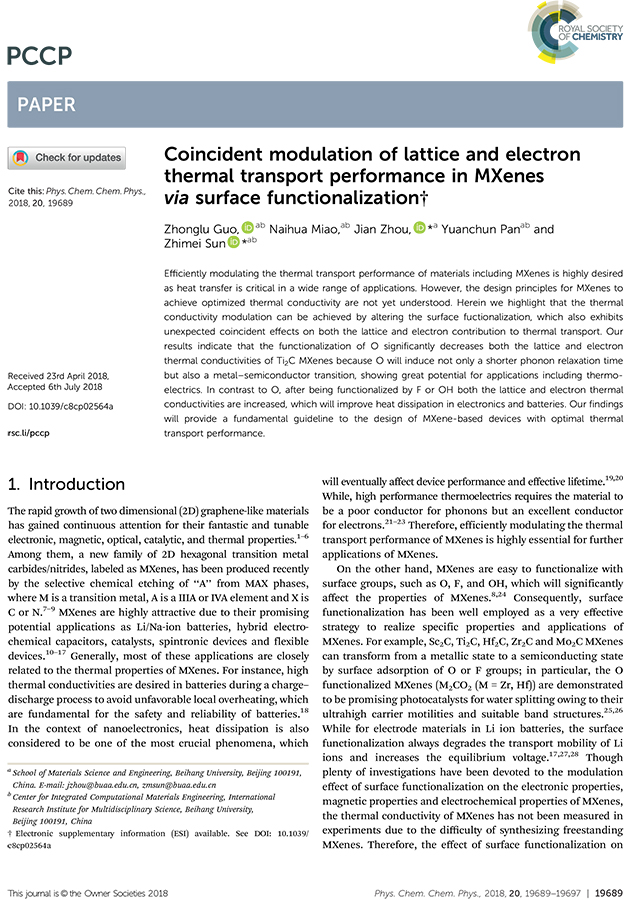 ROYAL SOCIETY
OF CHEMISTRY
PCCP
PAPER
Check for updates
Cite this: Phys. Chem. Chem. Phys.,
2018, 20, 19689
Received 23rd April 2018,
Accepted 6th July 2018
DOI: 10.1039/c8cp02564a
rsc.li/pccp
Coincident modulation of lattice and electron
thermal transport performance in MXenes
via surface functionalization†
Zhonglu Guo, iD ab Naihua Miao,ab Jian Zhou, iD *a Yuanchun Panab and
Zhimei Sun iD *ab
Efficiently modulating the thermal transport performance of materials including MXenes is highly desired
as heat transfer is critical in a wide range of applications. However, the design principles for MXenes to
achieve optimized thermal conductivity are not yet understood. Herein we highlight that the thermal
conductivity modulation can be achieved by altering the surface fuctionalization, which also exhibits
unexpected coincident effects on both the lattice and electron contribution to thermal transport. Our
results indicate that the functionalization of O significantly decreases both the lattice and electron
thermal conductivities of Ti2C MXenes because O will induce not only a shorter phonon relaxation time
but also a metal–semiconductor transition, showing great potential for applications including thermo-
electrics. In contrast to O, after being functionalized by F or OH both the lattice and electron thermal
conductivities are increased, which will improve heat dissipation in electronics and batteries. Our findings
will provide a fundamental guideline to the design of MXene-based devices with optimal thermal
transport performance.
1. Introduction
The rapid growth of two dimensional (2D) graphene-like materials
has gained continuous attention for their fantastic and tunable
electronic, magnetic, optical, catalytic, and thermal properties.1–6
Among them, a new family of 2D hexagonal transition metal
carbides/nitrides, labeled as MXenes, has been produced recently
by the selective chemical etching of “A” from MAX phases,
where M is a transition metal, A is a IIIA or IVA element and X is
C or N.7–9 MXenes are highly attractive due to their promising
potential applications as Li/Na-ion batteries, hybrid electro-
chemical capacitors, catalysts, spintronic devices and flexible
devices.10–17 Generally, most of these applications are closely
related to the thermal properties of MXenes. For instance, high
thermal conductivities are desired in batteries during a charge–
discharge process to avoid unfavorable local overheating, which
are fundamental for the safety and reliability of batteries.18
In the context of nanoelectronics, heat dissipation is also
considered to be one of the most crucial phenomena, which
a School of Materials Science and Engineering, Beihang University, Beijing 100191,
China. E-mail: jzhou@buaa.edu.cn, zmsun@buaa.edu.cn
b Center for Integrated Computational Materials Engineering, International
Research Institute for Multidisciplinary Science, Beihang University,
Beijing 100191, China
† Electronic supplementary information (ESI) available. See DOI: 10.1039/
c8cp02564a
will eventually affect device performance and effective lifetime.19,20
While, high performance thermoelectrics requires the material to
be a poor conductor for phonons but an excellent conductor
for electrons.21–23 Therefore, efficiently modulating the thermal
transport performance of MXenes is highly essential for further
applications of MXenes.
On the other hand, MXenes are easy to functionalize with
surface groups, such as O, F, and OH, which will significantly
affect the properties of MXenes.8,24 Consequently, surface
functionalization has been well employed as a very effective
strategy to realize specific properties and applications of
MXenes. For example, Sc2C, Ti2C, Hf2C, Zr2C and Mo2C MXenes
can transform from a metallic state to a semiconducting state
by surface adsorption of O or F groups; in particular, the O
functionalized MXenes (M2CO2 (M = Zr, Hf)) are demonstrated
to be promising photocatalysts for water splitting owing to their
ultrahigh carrier motilities and suitable band structures.25,26
While for electrode materials in Li ion batteries, the surface
functionalization always degrades the transport mobility of Li
ions and increases the equilibrium voltage.17,27,28 Though
plenty of investigations have been devoted to the modulation
effect of surface functionalization on the electronic properties,
magnetic properties and electrochemical properties of MXenes,
the thermal conductivity of MXenes has not been measured in
experiments due to the difficulty of synthesizing freestanding
MXenes. Therefore, the effect of surface functionalization on
This journal is © the Owner Societies 2018
Phys. Chem. Chem. Phys., 2018, 20, 19689–19697 | 19689